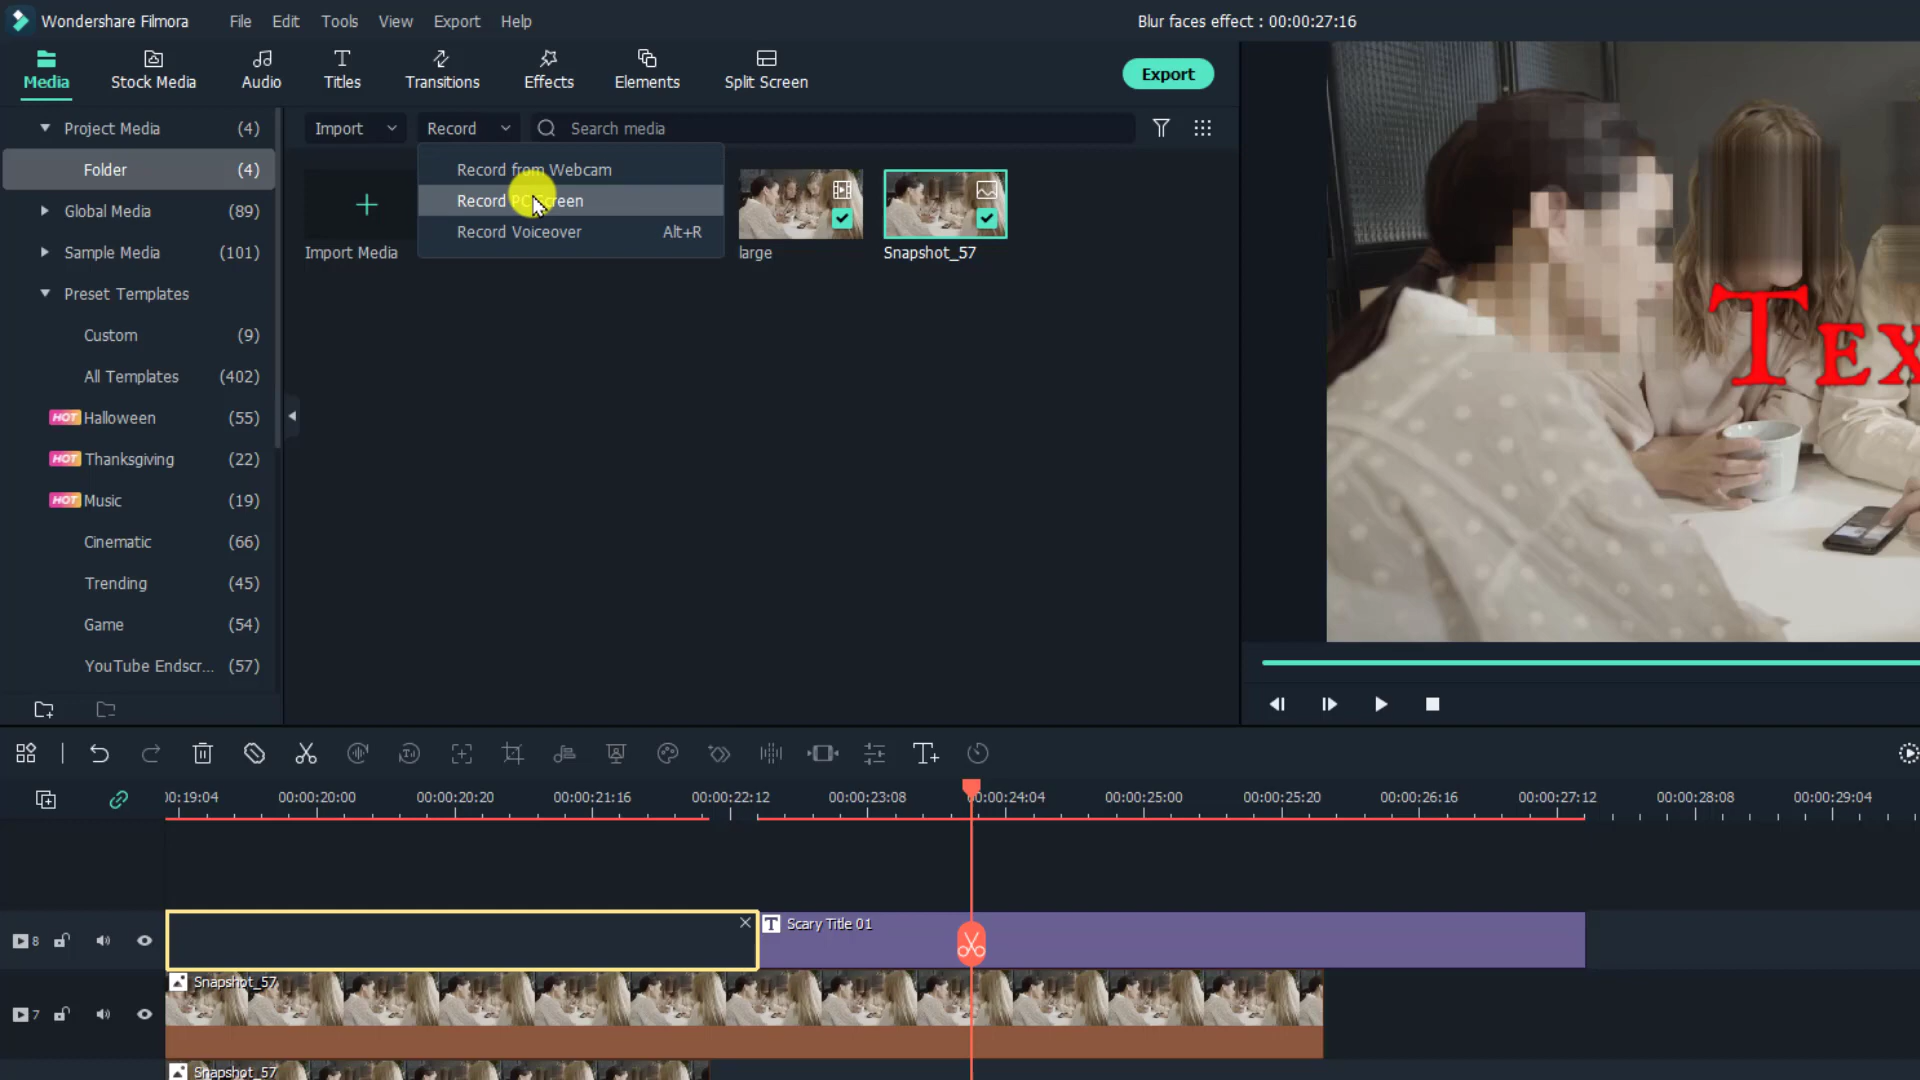 Wondershare Filmora File Edit Tools View Export Help Blur faces effect : 00:00:27:16
Media Stock Media Audio Titles Transitions Effects Elements Split Screen Export
Project Media (4)
Folder (4)
Global Media (89)
Sample Media (101)
Preset Templates
Custom (9)
All Templates (402)
HOT Halloween (55)
HOT Thanksgiving (22)
HOT Music (19)
Cinematic (66)
Trending (45)
Game (54)
YouTube Endscr... (57)
Import Record Search media
Record from Webcam
Record PC Screen
Record Voiceover Alt+R
Import Media large Snapshot_57
TEX
00:00:20:00 00:00:20:20 00:00:21:16 00:00:22:12 00:00:23:08 00:00:24:04 00:00:25:00 00:00:25:20 00:00:26:16 00:00:27:12 00:00:28:08 00:00:29:04
8 T Scary Title 01
Snapshot_57
7
Snapshot_57